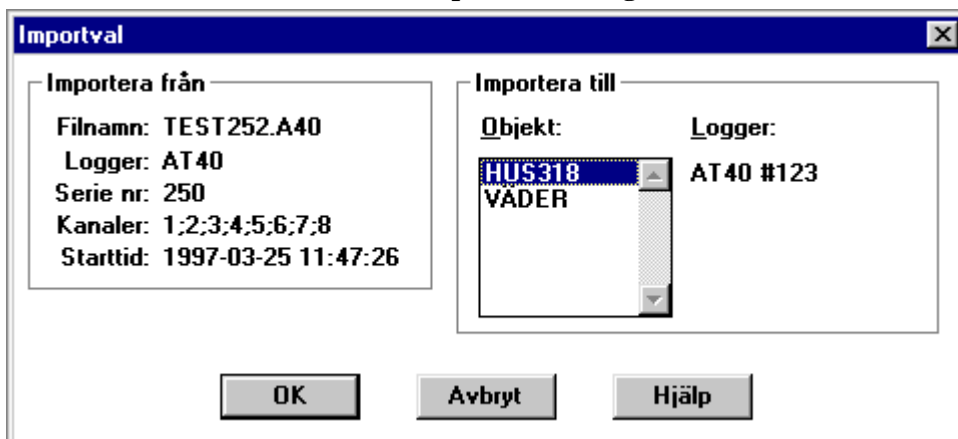 Importval
Importera från
Filnamn: TEST252.A40
Logger: AT40
Serie nr: 250
Kanaler: 1;2;3;4;5;6;7;8
Starttid: 1997-03-25 11:47:26
Importera till
Objekt:
HUS318
VÄDER
Logger:
AT40 #123
OK
Avbryt
Hjälp